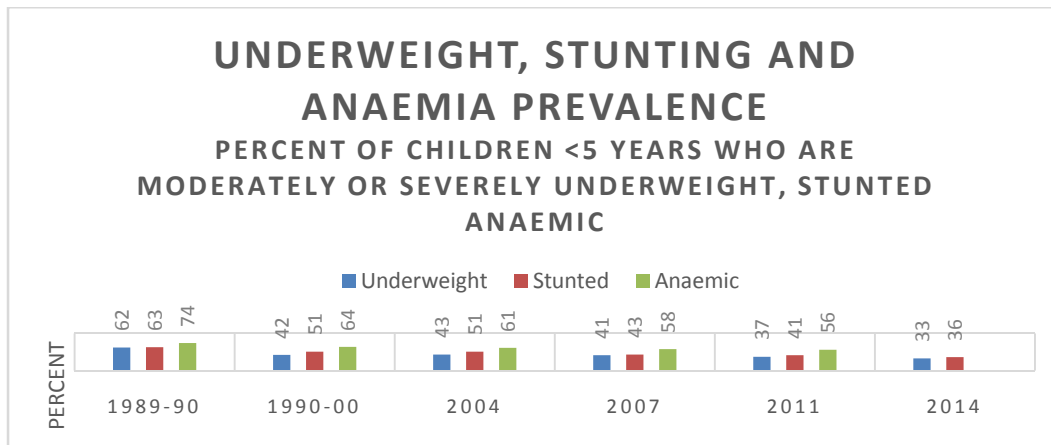 UNDERWEIGHT, STUNTING AND
ANAEMIA PREVALENCE
PERCENT OF CHILDREN <5 YEARS WHO ARE
MODERATELY OR SEVERELY UNDERWEIGHT, STUNTED
ANAEMIC
Underweight Stunted Anaemic
62 63 74 42 51 64 43 51 61 41 43 58 37 41 56 33 36
PERCENT
1989-90 1990-00 2004 2007 2011 2014